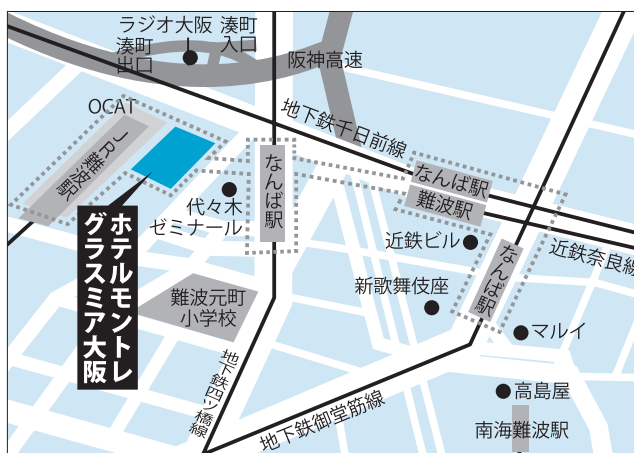 ラジオ大阪
湊町
入口
湊町
出口
阪神高速
OCAT
地下鉄千日前線
JR難波駅
なんば駅
なんば駅
難波駅
代々木
ゼミナール
近鉄ビル
近鉄奈良線
なんば駅
ホテルモントレ
グラスミア大阪
新歌舞伎座
難波元町
小学校
マルイ
地下鉄四ツ橋線
高島屋
地下鉄御堂筋線
南海難波駅